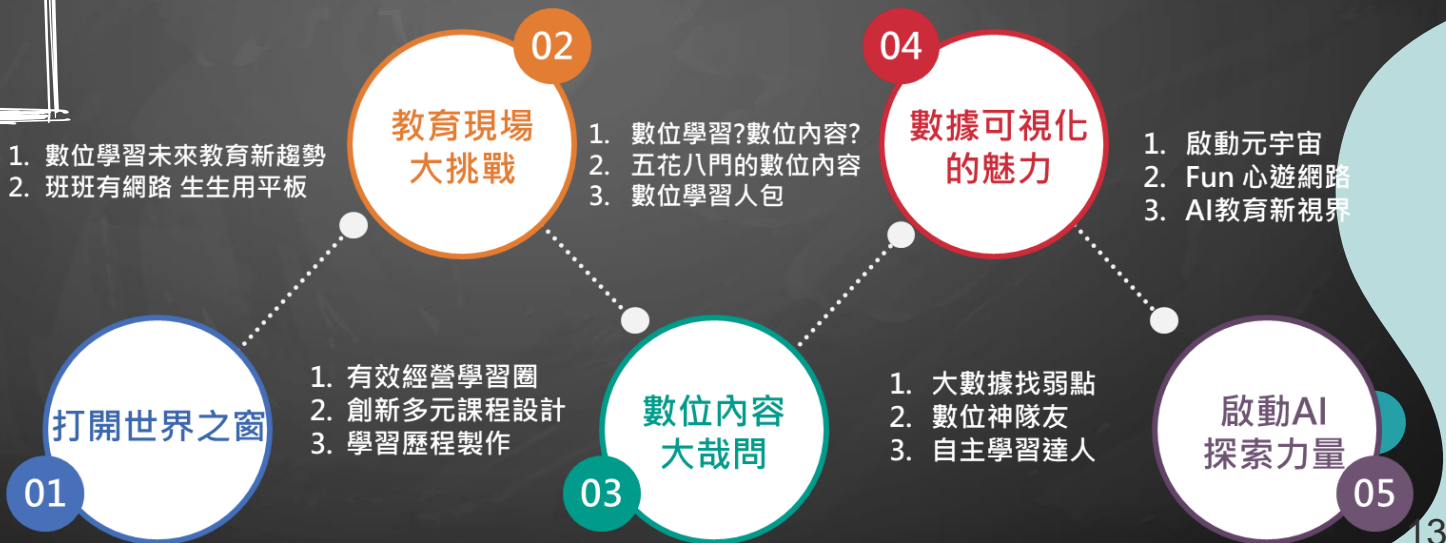 01
打開世界之窗
1. 數位學習未來教育新趨勢
2. 班班有網路 生生用平板
02
教育現場
大挑戰
1. 有效經營學習圈
2. 創新多元課程設計
3. 學習歷程製作
03
數位內容
大哉問
1. 數位學習?數位內容?
2. 五花八門的數位內容
3. 數位學習人包
04
數據可視化
的魅力
1. 大數據找弱點
2. 數位神隊友
3. 自主學習達人
05
啟動AI
探索力量
1. 啟動元宇宙
2. Fun 心遊網路
3. AI教育新視界
13